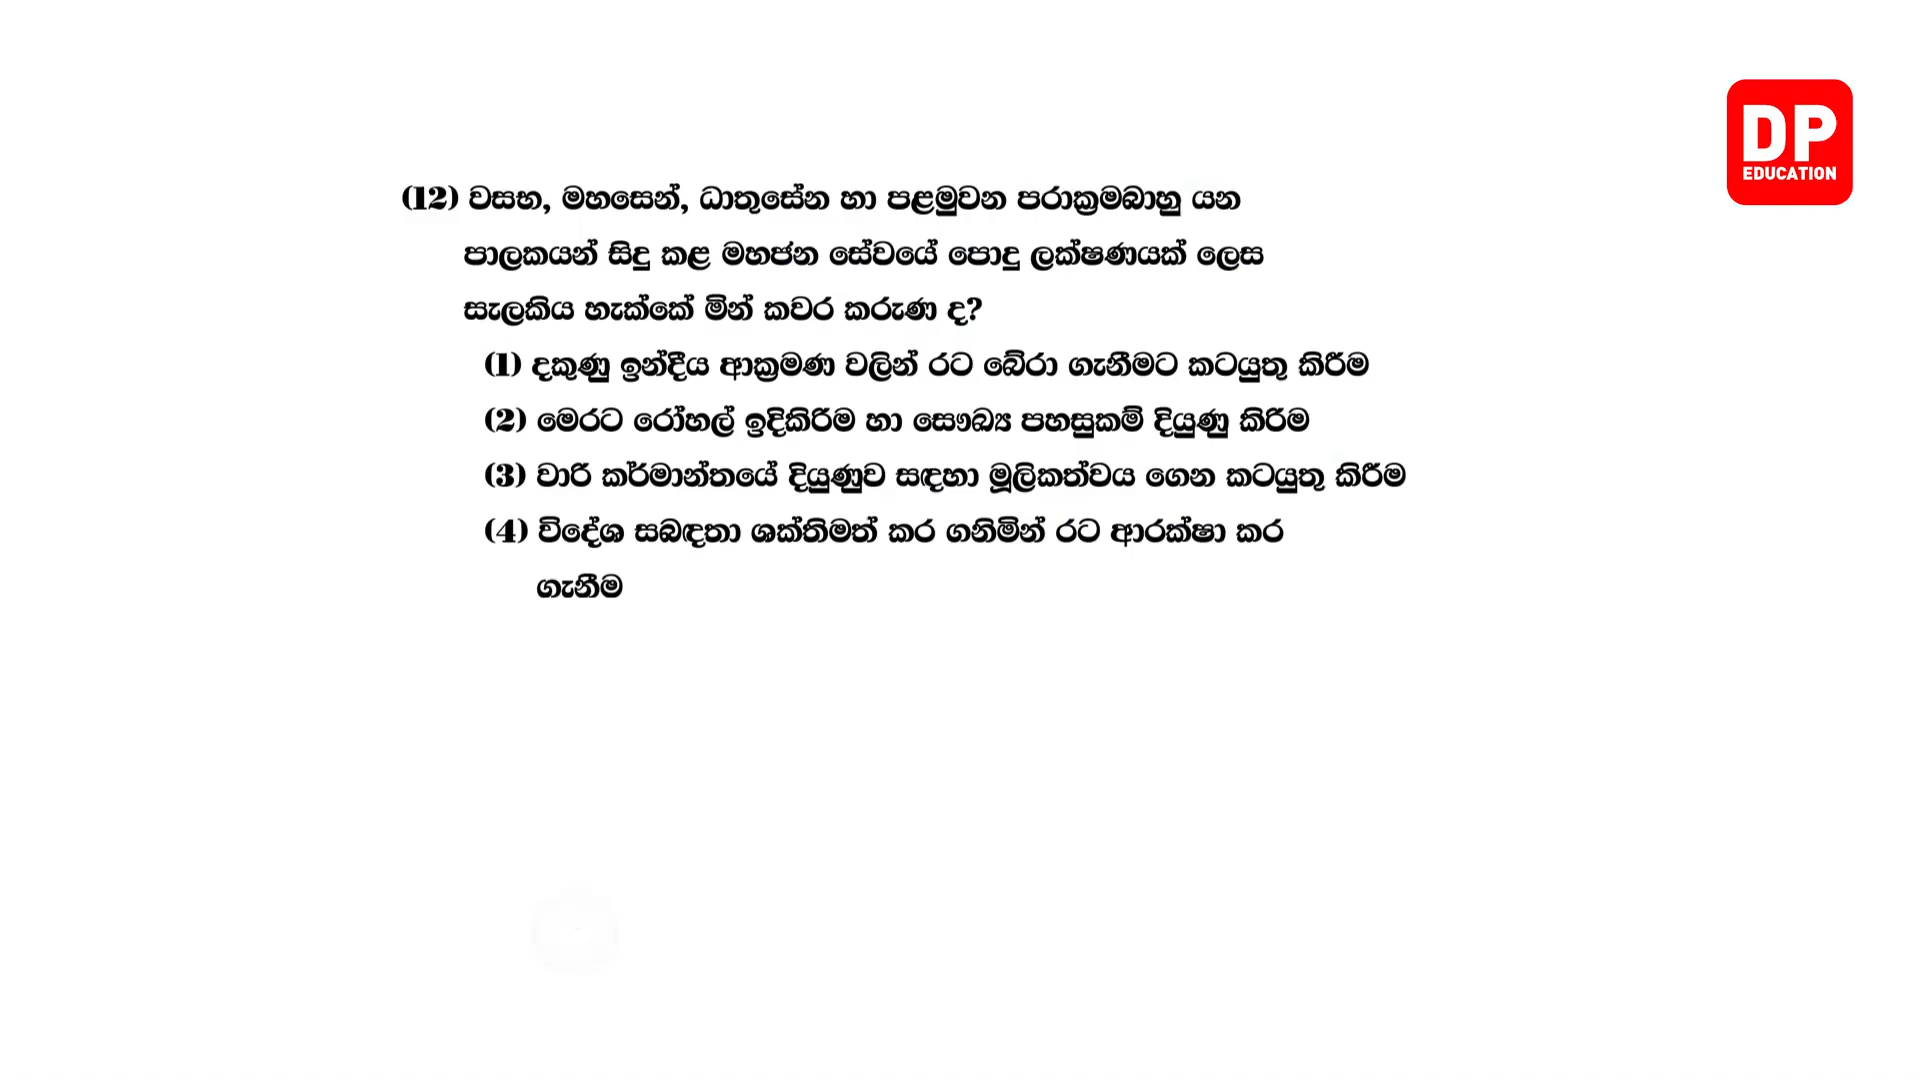 DP
EDUCATION
(12) වසභ, මහසෙන්, ධාතුසේන හා පළමුවන පරාක්‍රමබාහු යන
පාලකයන් සිදු කළ මහජන සේවයේ පොදු ලක්ෂණයක් ලෙස
සැලකිය හැක්කේ මින් කවර කරුණ ද?
(1) දකුණු ඉන්දීය ආක්‍රමණ වලින් රට බේරා ගැනීමට කටයුතු කිරීම
(2) මෙරට රෝහල් ඉදිකිරීම හා සෞඛ්‍ය පහසුකම් දියුණු කිරීම
(3) වාරි කර්මාන්තයේ දියුණුව සඳහා මූලිකත්වය ගෙන කටයුතු කිරීම
(4) විදේශ සබඳතා ශක්තිමත් කර ගනිමින් රට ආරක්ෂා කර
ගැනීම